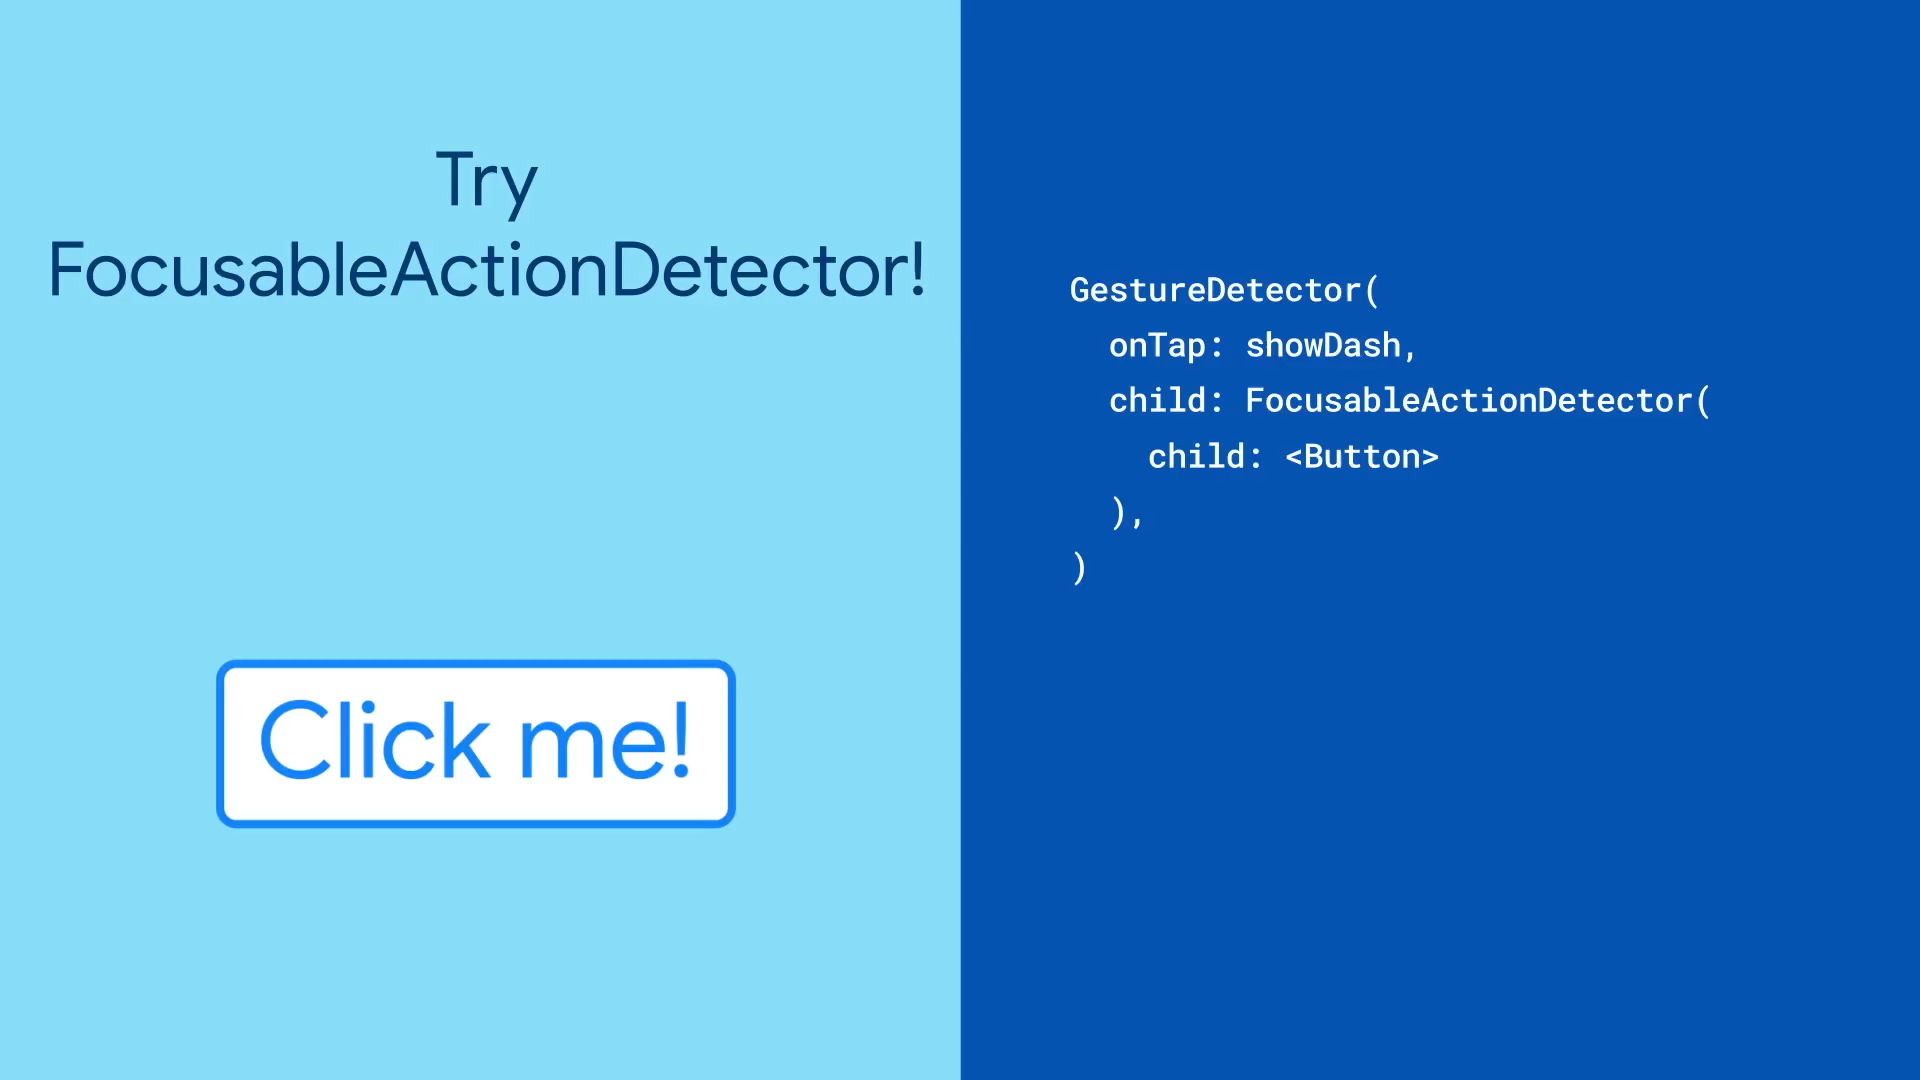 Try
FocusableActionDetector!
Click me!
GestureDetector(
  onTap: showDash,
  child: FocusableActionDetector(
    child: <Button>
  ),
)